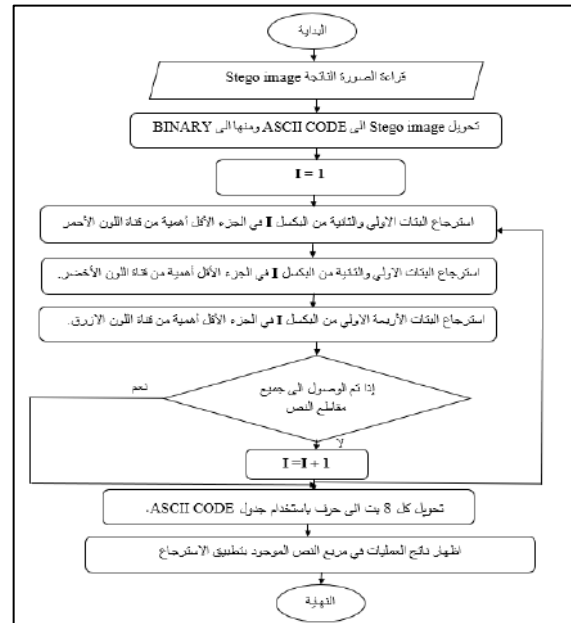 البداية
قراءة الصورة الناتجة Stego image
تحويل Stego image الى ASCII CODE ومنها الى BINARY
I = 1
استرجاع البتات الاولي والثانية من البكسل I في الجزء الأقل أهمية من قناة اللون الأحمر
استرجاع البتات الاولي والثانية من البكسل I في الجزء الأقل أهمية من قناة اللون الأخضر.
استرجاع البتات الأربعة الاولي من البكسل I في الجزء الأقل أهمية من قناة اللون الازرق.
إذا تم الوصول الى جميع
مقاطع النص
نعم
لا
I =I + 1
تحويل كل 8 بت الى حرف باستخدام جدول ASCII CODE.
اظهار ناتج العمليات في مربع النص الموجود بتطبيق الاسترجاع
النهاية